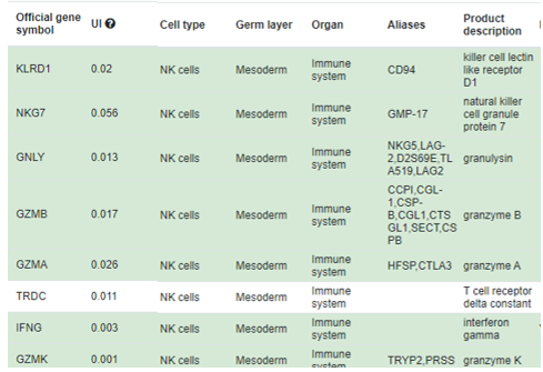 Official gene symbol UI Cell type Germ layer Organ Aliases Product description
KLRD1 0.02 NK cells Mesoderm Immune system CD94 killer cell lectin like receptor D1
NKG7 0.056 NK cells Mesoderm Immune system GMP-17 natural killer cell granule protein 7
GNLY 0.013 NK cells Mesoderm Immune system NKG5,LAG-2,D2S69E,TLA519,LAG2 granulysin
GZMB 0.017 NK cells Mesoderm Immune system CCPI,CGL-1,CSP-B,CGL1,CTSGL1,SECT,CSPB granzyme B
GZMA 0.026 NK cells Mesoderm Immune system HFSP,CTLA3 granzyme A
TRDC 0.011 NK cells Mesoderm Immune system T cell receptor delta constant
IFNG 0.003 NK cells Mesoderm Immune system interferon gamma
GZMK 0.001 NK cells Mesoderm Immune system TRYP2,PRSS granzyme K